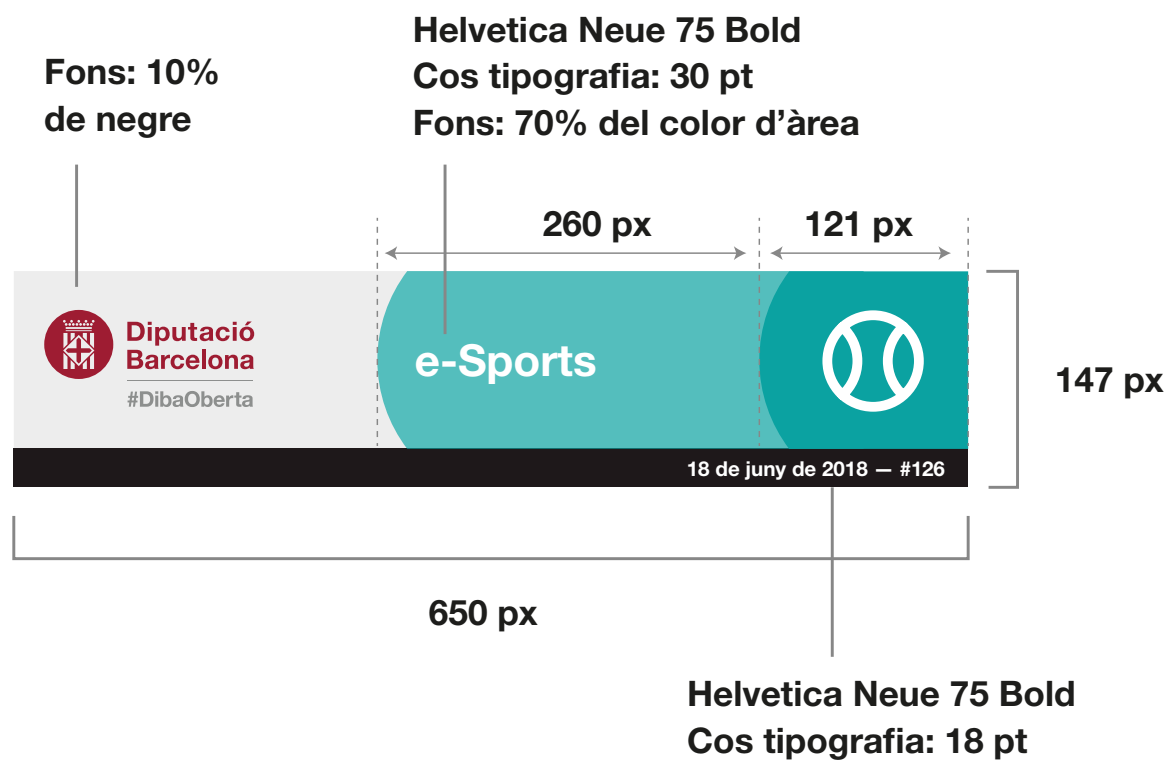 Fons: 10%
de negre
Helvetica Neue 75 Bold
Cos tipografia: 30 pt
Fons: 70% del color d’àrea
260 px
121 px
Diputació
Barcelona
#DibaOberta
e-Sports
147 px
18 de juny de 2018 — #126
650 px
Helvetica Neue 75 Bold
Cos tipografia: 18 pt